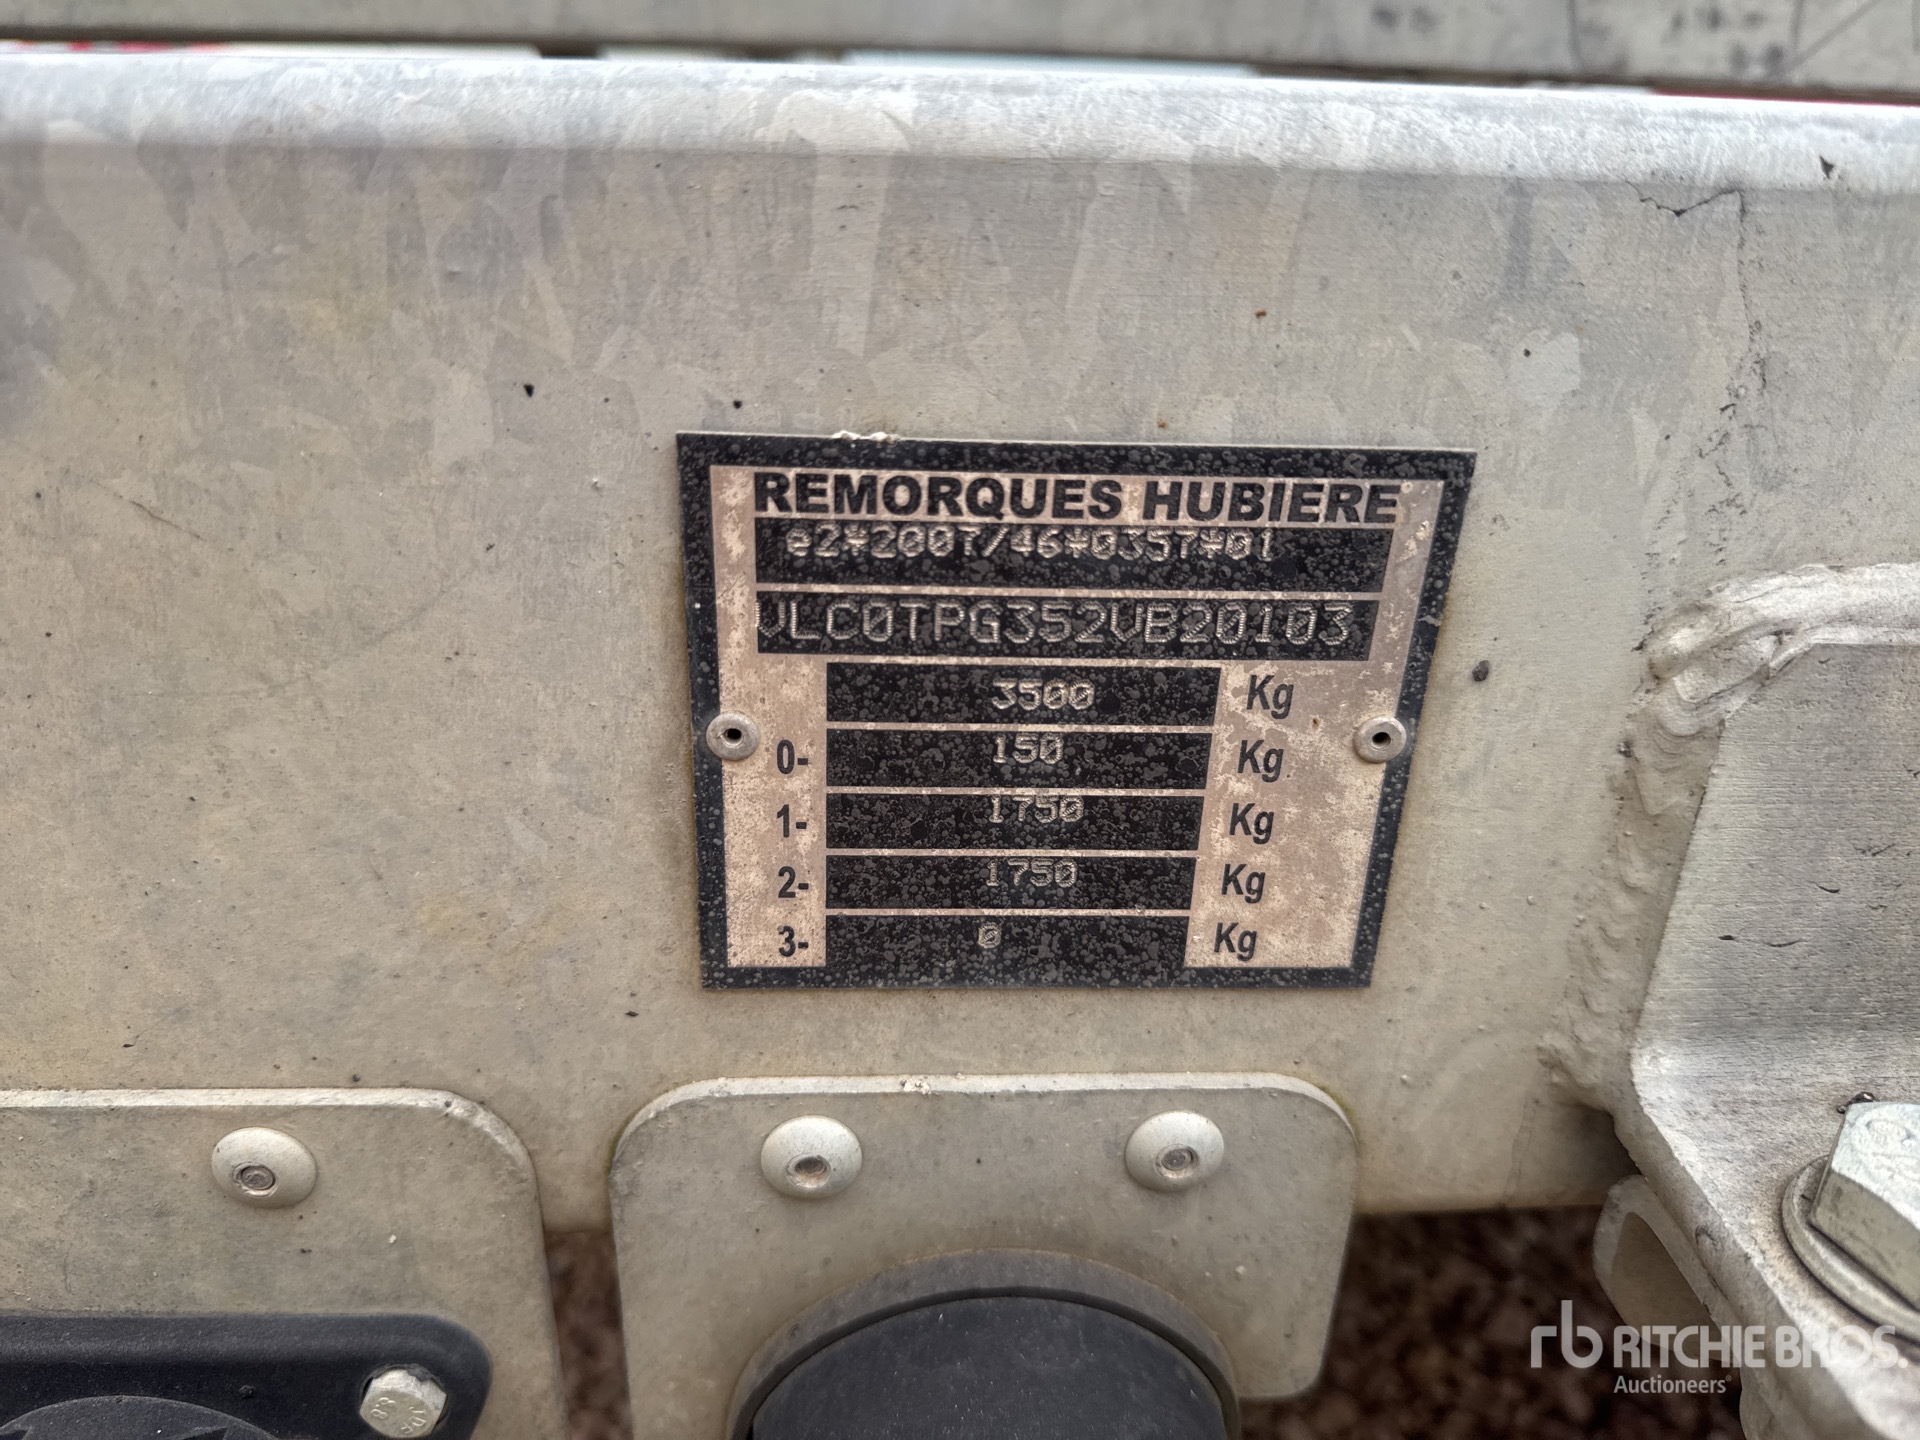 REMORQUES HUBIERE
e2*2007/46*0357*01
VLC0TPG352VB20103
3500 Kg
0- 150 Kg
1- 1750 Kg
2- 1750 Kg
3- 0 Kg
rb RITCHIE BROS.
Auctioneers